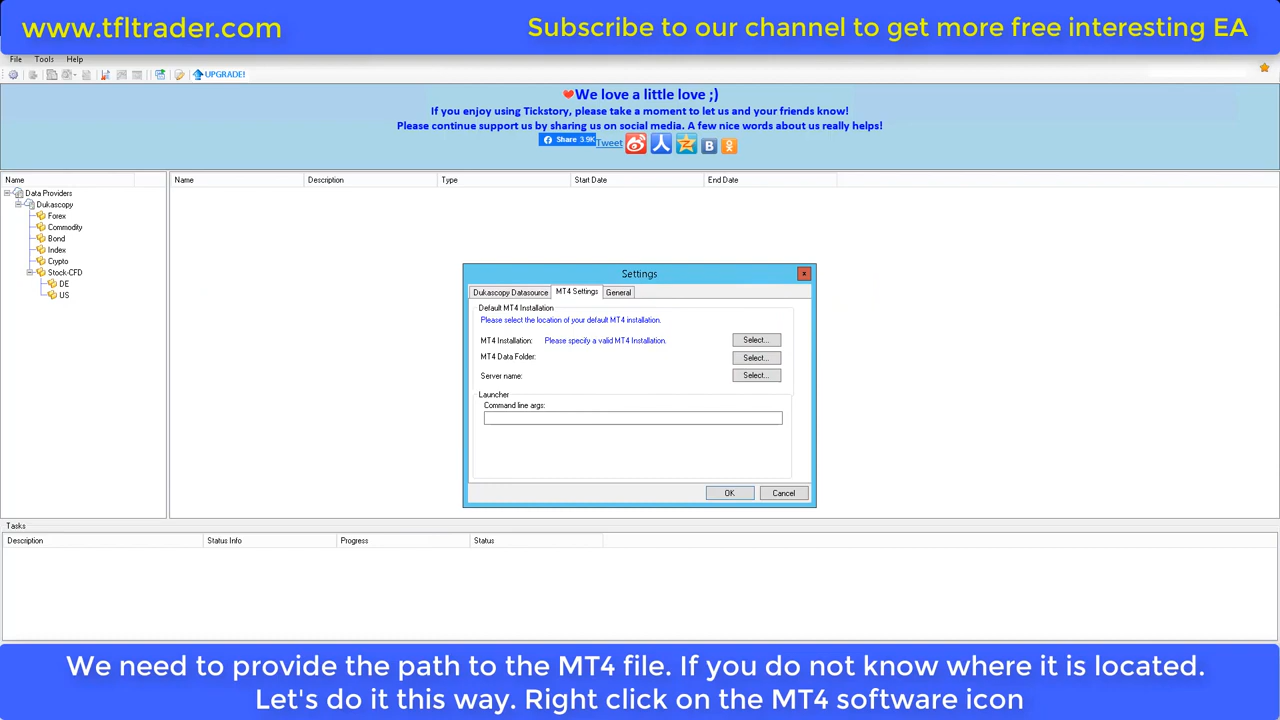 www.tfltrader.com
Subscribe to our channel to get more free interesting EA
File Tools Help
UPGRADE!
We love a little love ;)
If you enjoy using Tickstory, please take a moment to let us and your friends know!
Please continue support us by sharing us on social media. A few nice words about us really helps!
Share 3.9K Tweet
Name
Data Providers
Dukascopy
Forex
Commodity
Bond
Index
Crypto
Stock-CFD
DE
US
Name Description Type Start Date End Date
Settings
x
Dukascopy Datasource MT4 Settings General
Default MT4 Installation
Please select the location of your default MT4 installation.
MT4 Installation: Please specify a valid MT4 Installation. Select...
MT4 Data Folder: Select...
Server name: Select...
Launcher
Command line args:
OK Cancel
Tasks
Description Status Info Progress Status
We need to provide the path to the MT4 file. If you do not know where it is located.
Let's do it this way. Right click on the MT4 software icon